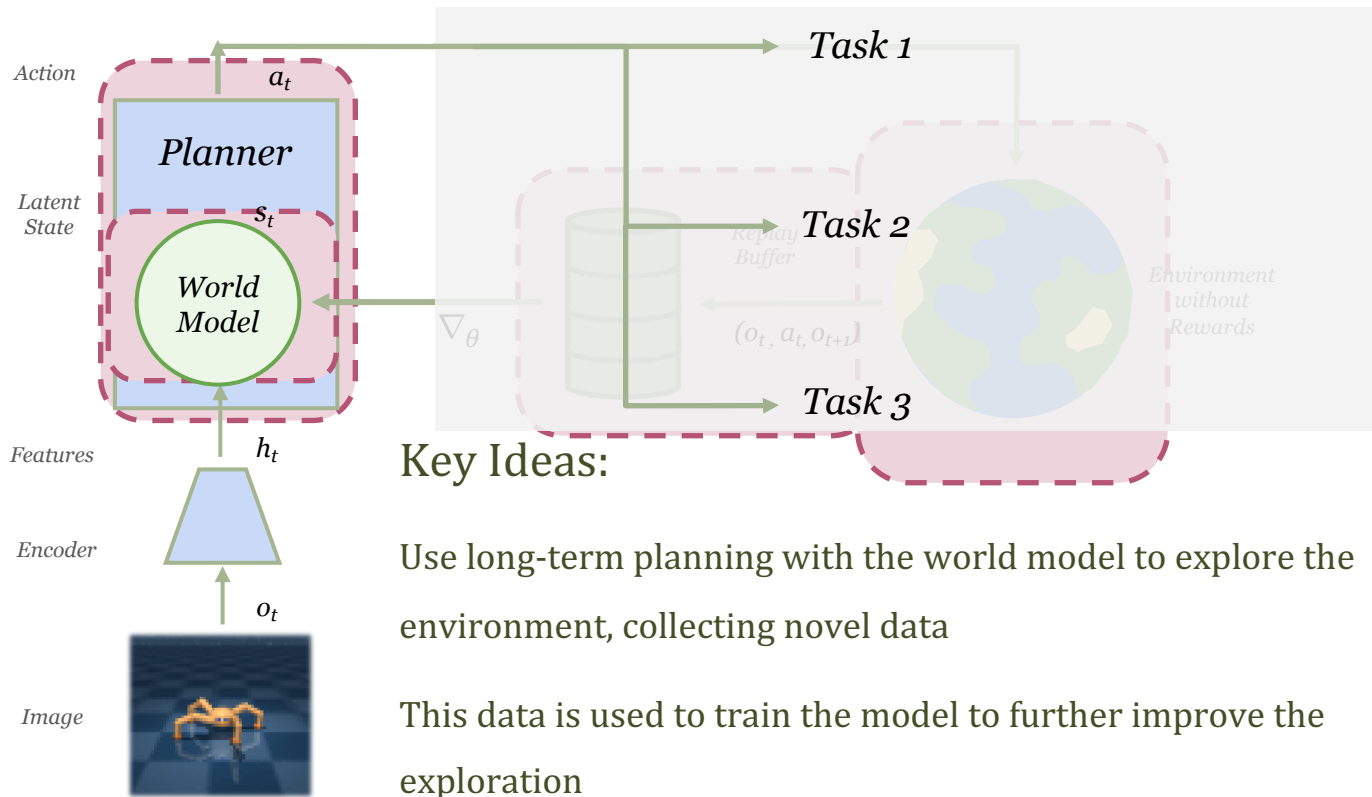 Action
a_t
Task 1
Planner
Latent
State
s_t
Task 2
Replay
Buffer
World
Model
Environment
without
Rewards
∇_θ
(o_t, a_t, o_{t+1})
Task 3
Features
h_t
Key Ideas:
Encoder
Use long-term planning with the world model to explore the
environment, collecting novel data
o_t
Image
This data is used to train the model to further improve the
exploration